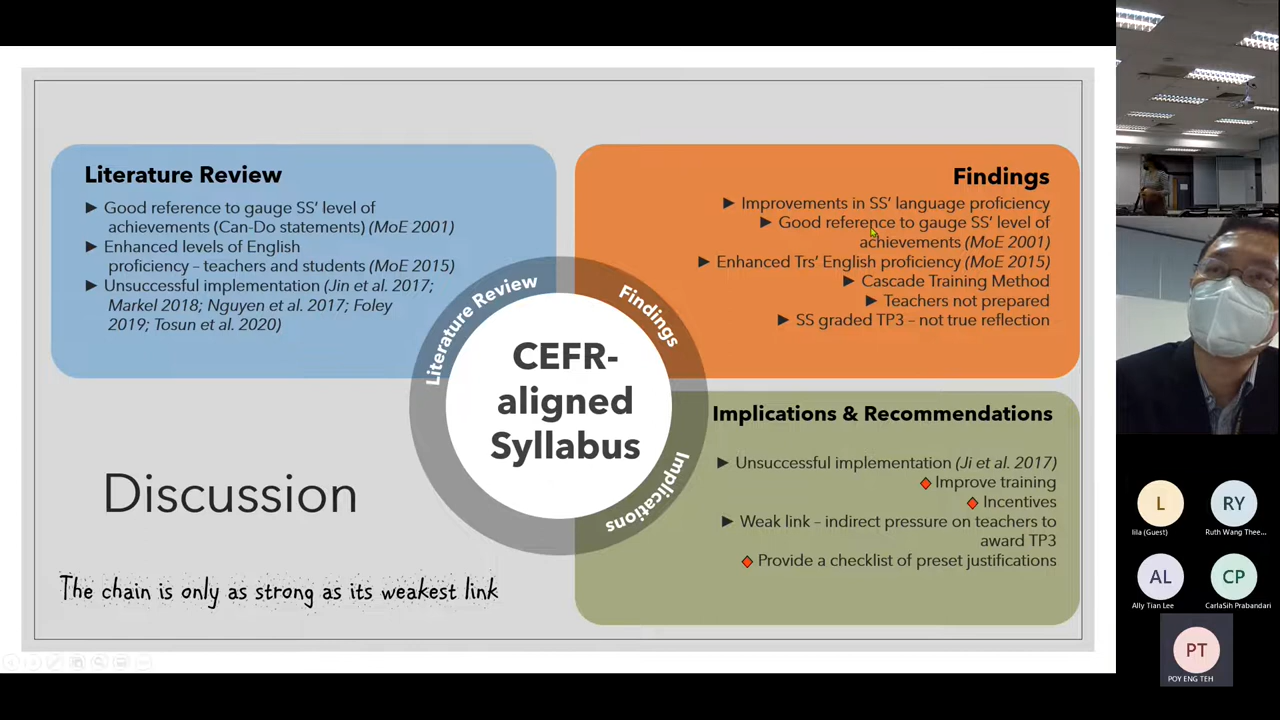 Literature Review
► Good reference to gauge SS’ level of
achievements (Can-Do statements) (MoE 2001)
► Enhanced levels of English
proficiency – teachers and students (MoE 2015)
► Unsuccessful implementation (Jin et al. 2017;
Markel 2018; Nguyen et al. 2017; Foley
2019; Tosun et al. 2020)
Findings
► Improvements in SS’ language proficiency
► Good reference to gauge SS’ level of
achievements (MoE 2001)
► Enhanced Trs’ English proficiency (MoE 2015)
► Cascade Training Method
► Teachers not prepared
► SS graded TP3 – not true reflection
Literature Review
Findings
Implications
CEFR-
aligned
Syllabus
Implications & Recommendations
► Unsuccessful implementation (Ji et al. 2017)
Improve training
Incentives
► Weak link – indirect pressure on teachers to
award TP3
Provide a checklist of preset justifications
Discussion
The chain is only as strong as its weakest link
L
RY
lila (Guest)
Ruth Wang Thee...
AL
CP
Ally Tian Lee
CarlaSih Prabandari
PT
POY ENG TEH